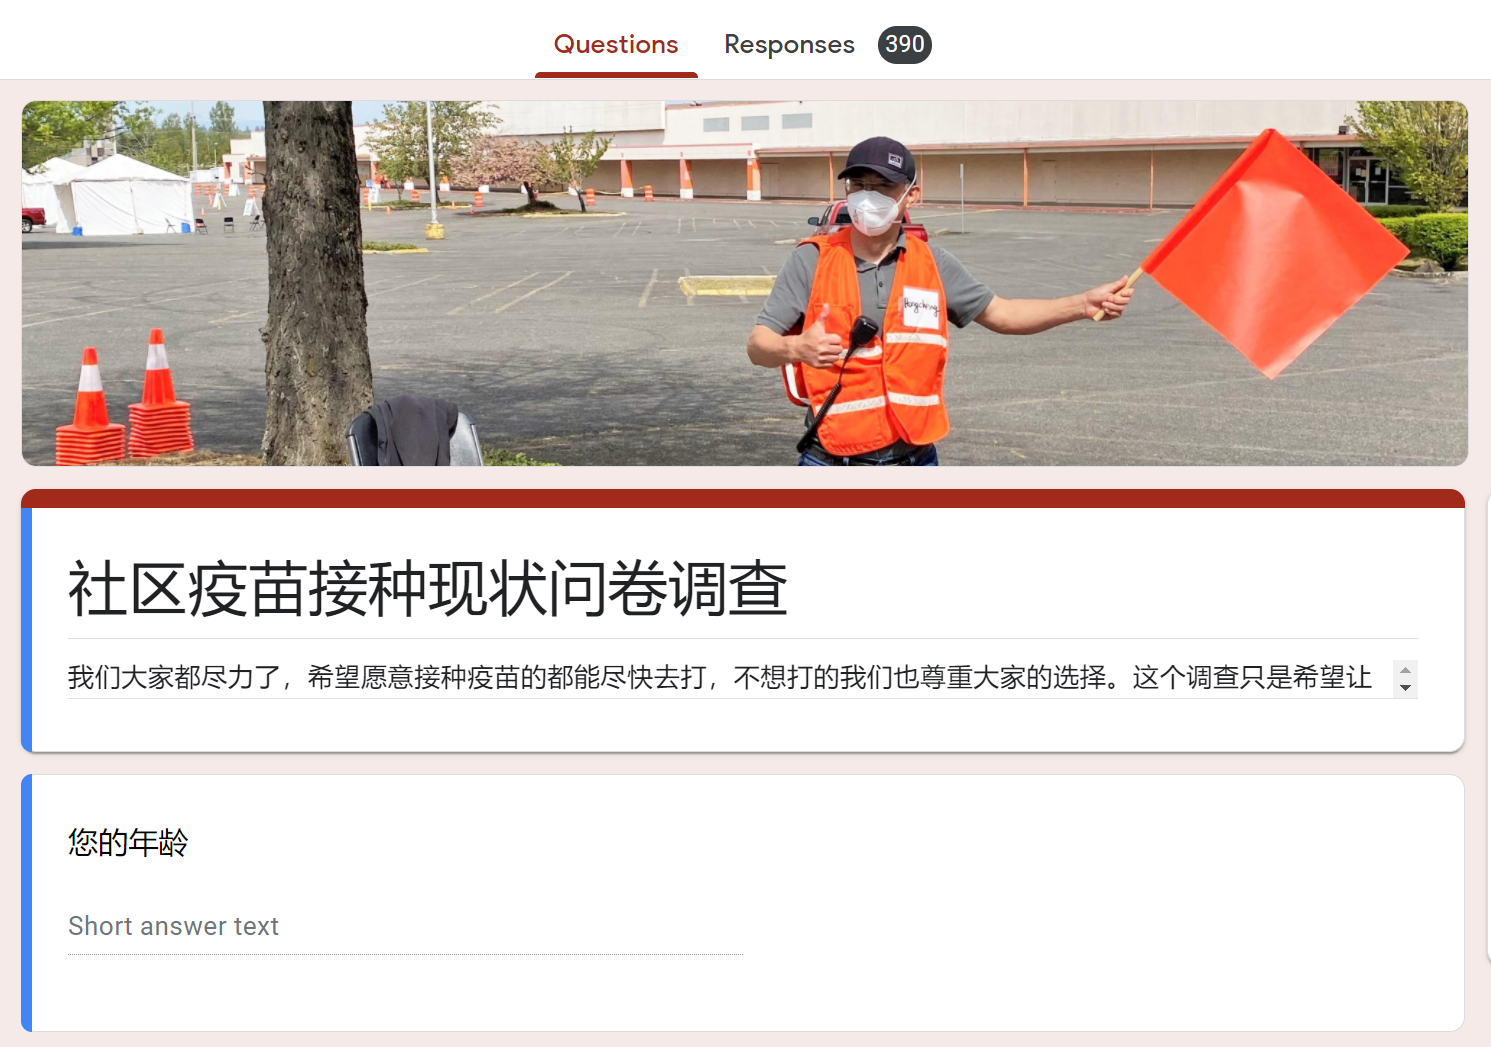 Questions
Responses 390
Hongching
社区疫苗接种现状问卷调查
我们大家都尽力了，希望愿意接种疫苗的都能尽快去打，不想打的我们也尊重大家的选择。这个调查只是希望让
您的年龄
Short answer text